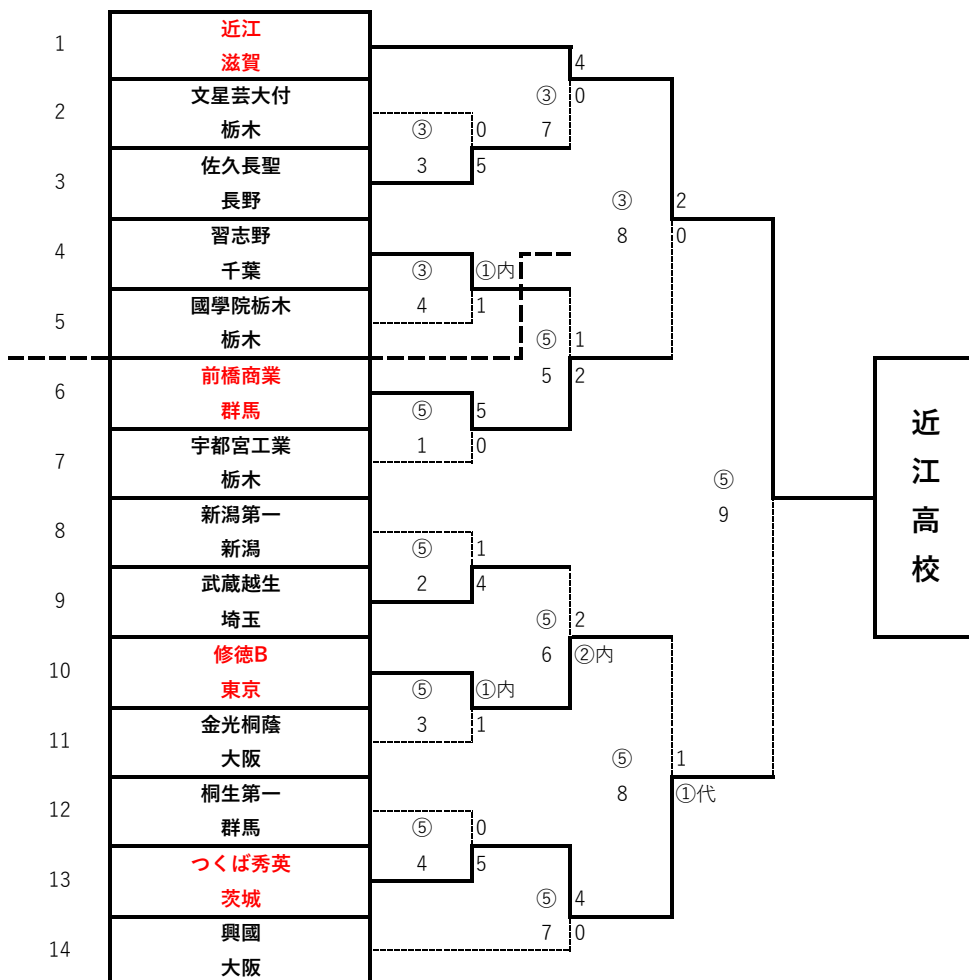 近江
1
滋賀
4
文星芸大付
③
0
2
栃木
③
0
7
佐久長聖
3
5
3
長野
③
2
習志野
8
0
4
千葉
③
①内
國學院栃木
4
1
5
栃木
⑤
1
前橋商業
5
2
6
群馬
⑤
5
宇都宮工業
1
0
7
栃木
⑤
新潟第一
9
8
新潟
⑤
1
武蔵越生
2
4
9
埼玉
⑤
2
修徳B
6
②内
10
東京
⑤
①内
金光桐蔭
3
1
11
大阪
⑤
1
桐生第一
8
①代
12
群馬
⑤
0
つくば秀英
4
5
13
茨城
⑤
4
興國
7
0
14
大阪
近江高校